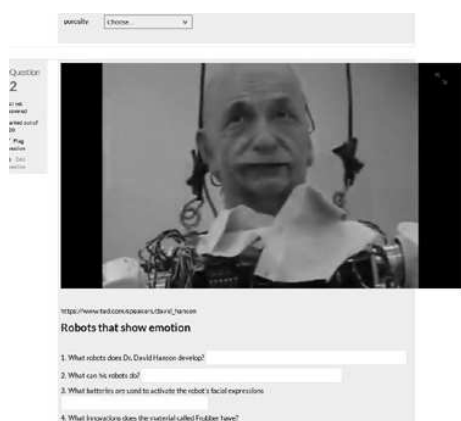 porosity Choose...
Question
2
Flag
https://www.ted.com/speakers/david_hanson
Robots that show emotion
1. What robots does Dr. David Hanson develop?
2. What can his robots do?
3. What batteries are used to activate the robot's facial expressions
4. What innovations does the material called Frubber have?